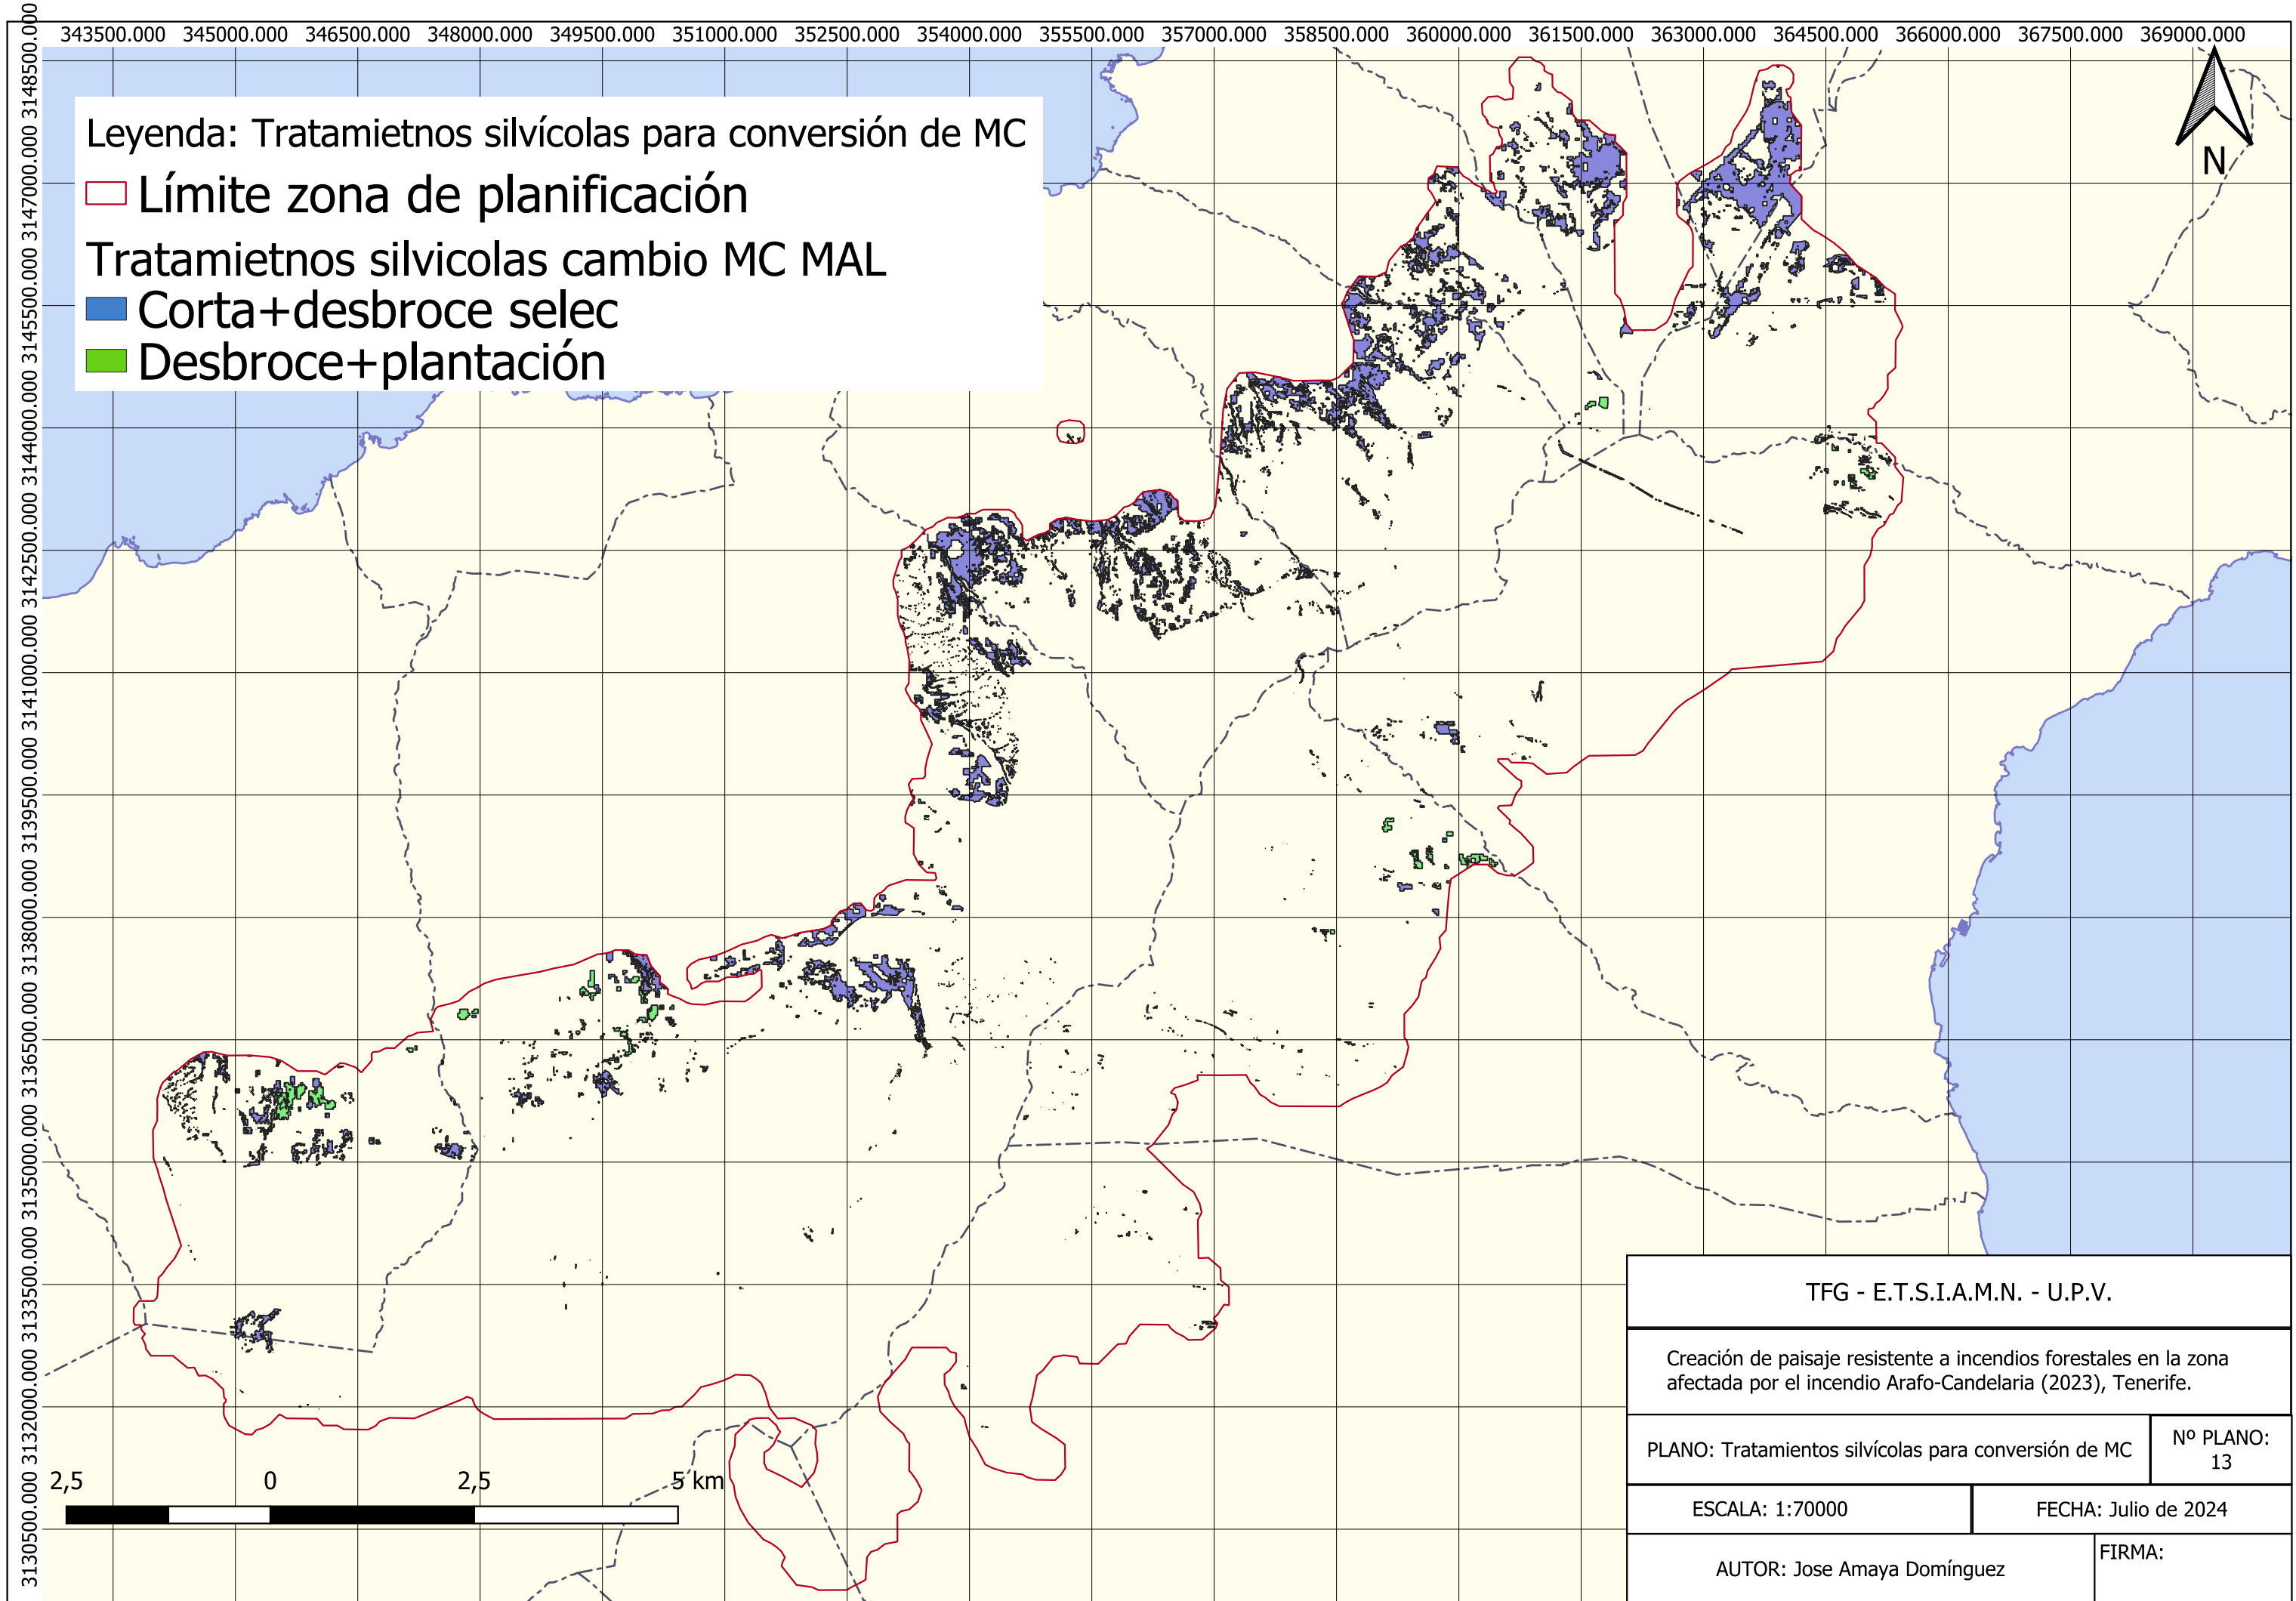 343500.000 345000.000 346500.000 348000.000 349500.000 351000.000 352500.000 354000.000 355500.000 357000.000 358500.000 360000.000 361500.000 363000.000 364500.000 366000.000 367500.000 369000.000
3148500.000
3147000.000
3145500.000
3144000.000
3142500.000
3141000.000
3139500.000
3138000.000
3136500.000
3135000.000
3133500.000
3132000.000
3130500.000
Leyenda: Tratamietnos silvícolas para conversión de MC
Límite zona de planificación
Tratamietnos silvicolas cambio MC MAL
Corta+desbroce selec
Desbroce+plantación
N
2,5 0 2,5 5 km
TFG - E.T.S.I.A.M.N. - U.P.V.
Creación de paisaje resistente a incendios forestales en la zona
afectada por el incendio Arafo-Candelaria (2023), Tenerife.
PLANO: Tratamientos silvícolas para conversión de MC
Nº PLANO:
13
ESCALA: 1:70000
FECHA: Julio de 2024
AUTOR: Jose Amaya Domínguez
FIRMA: